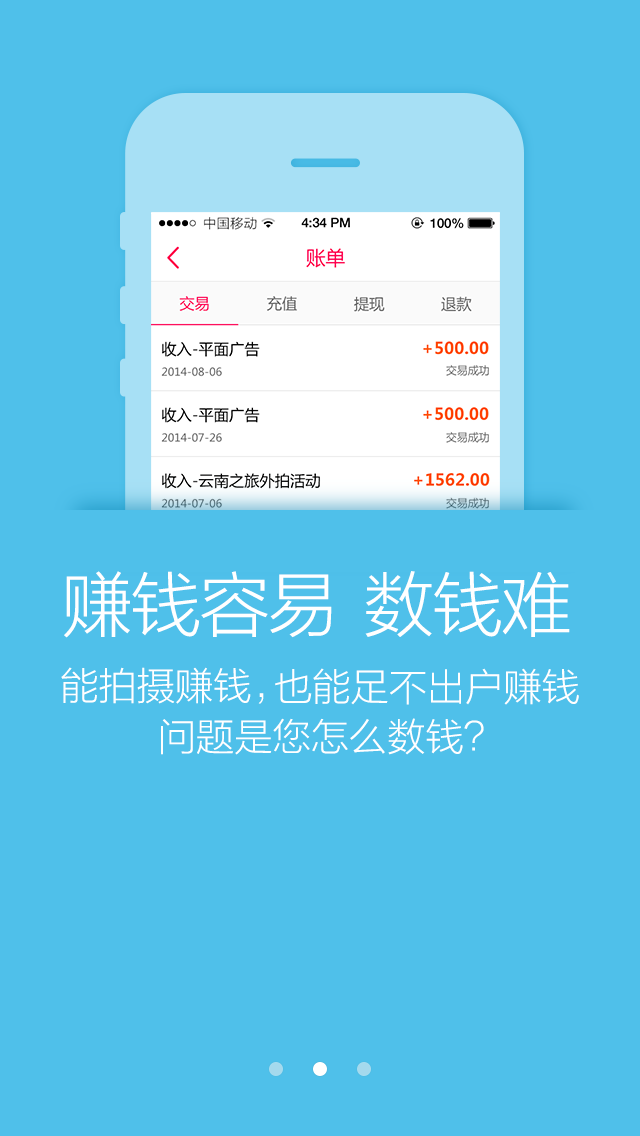 中国移动 4:34 PM 100%
账单
交易 充值 提现 退款
收入-平面广告 +500.00
2014-08-06 交易成功
收入-平面广告 +500.00
2014-07-26 交易成功
收入-云南之旅外拍活动 +1562.00
2014-07-06 交易成功
赚钱容易 数钱难
能拍摄赚钱,也能足不出户赚钱
问题是您怎么数钱?